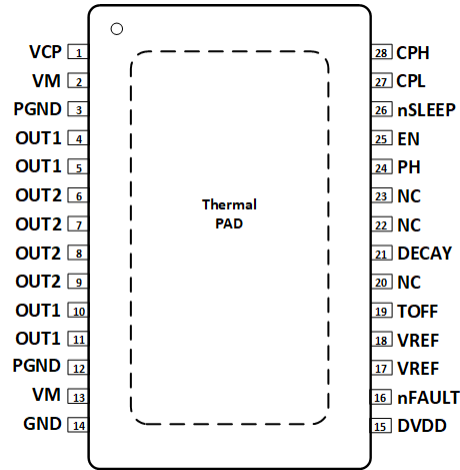 VCP 1
VM 2
PGND 3
OUT1 4
OUT1 5
OUT2 6
OUT2 7
OUT2 8
OUT2 9
OUT1 10
OUT1 11
PGND 12
VM 13
GND 14
Thermal
PAD
28 CPH
27 CPL
26 nSLEEP
25 EN
24 PH
23 NC
22 NC
21 DECAY
20 NC
19 TOFF
18 VREF
17 VREF
16 nFAULT
15 DVDD